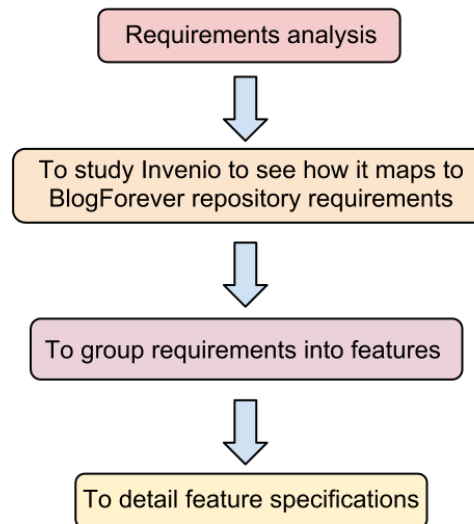 Requirements analysis
To study Invenio to see how it maps to
BlogForever repository requirements
To group requirements into features
To detail feature specifications